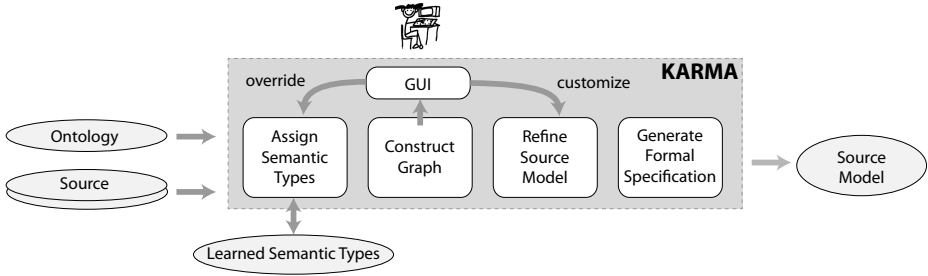 KARMA
override
GUI
customize
Ontology
Source
Assign
Semantic
Types
Construct
Graph
Refine
Source
Model
Generate
Formal
Specification
Source
Model
Learned Semantic Types